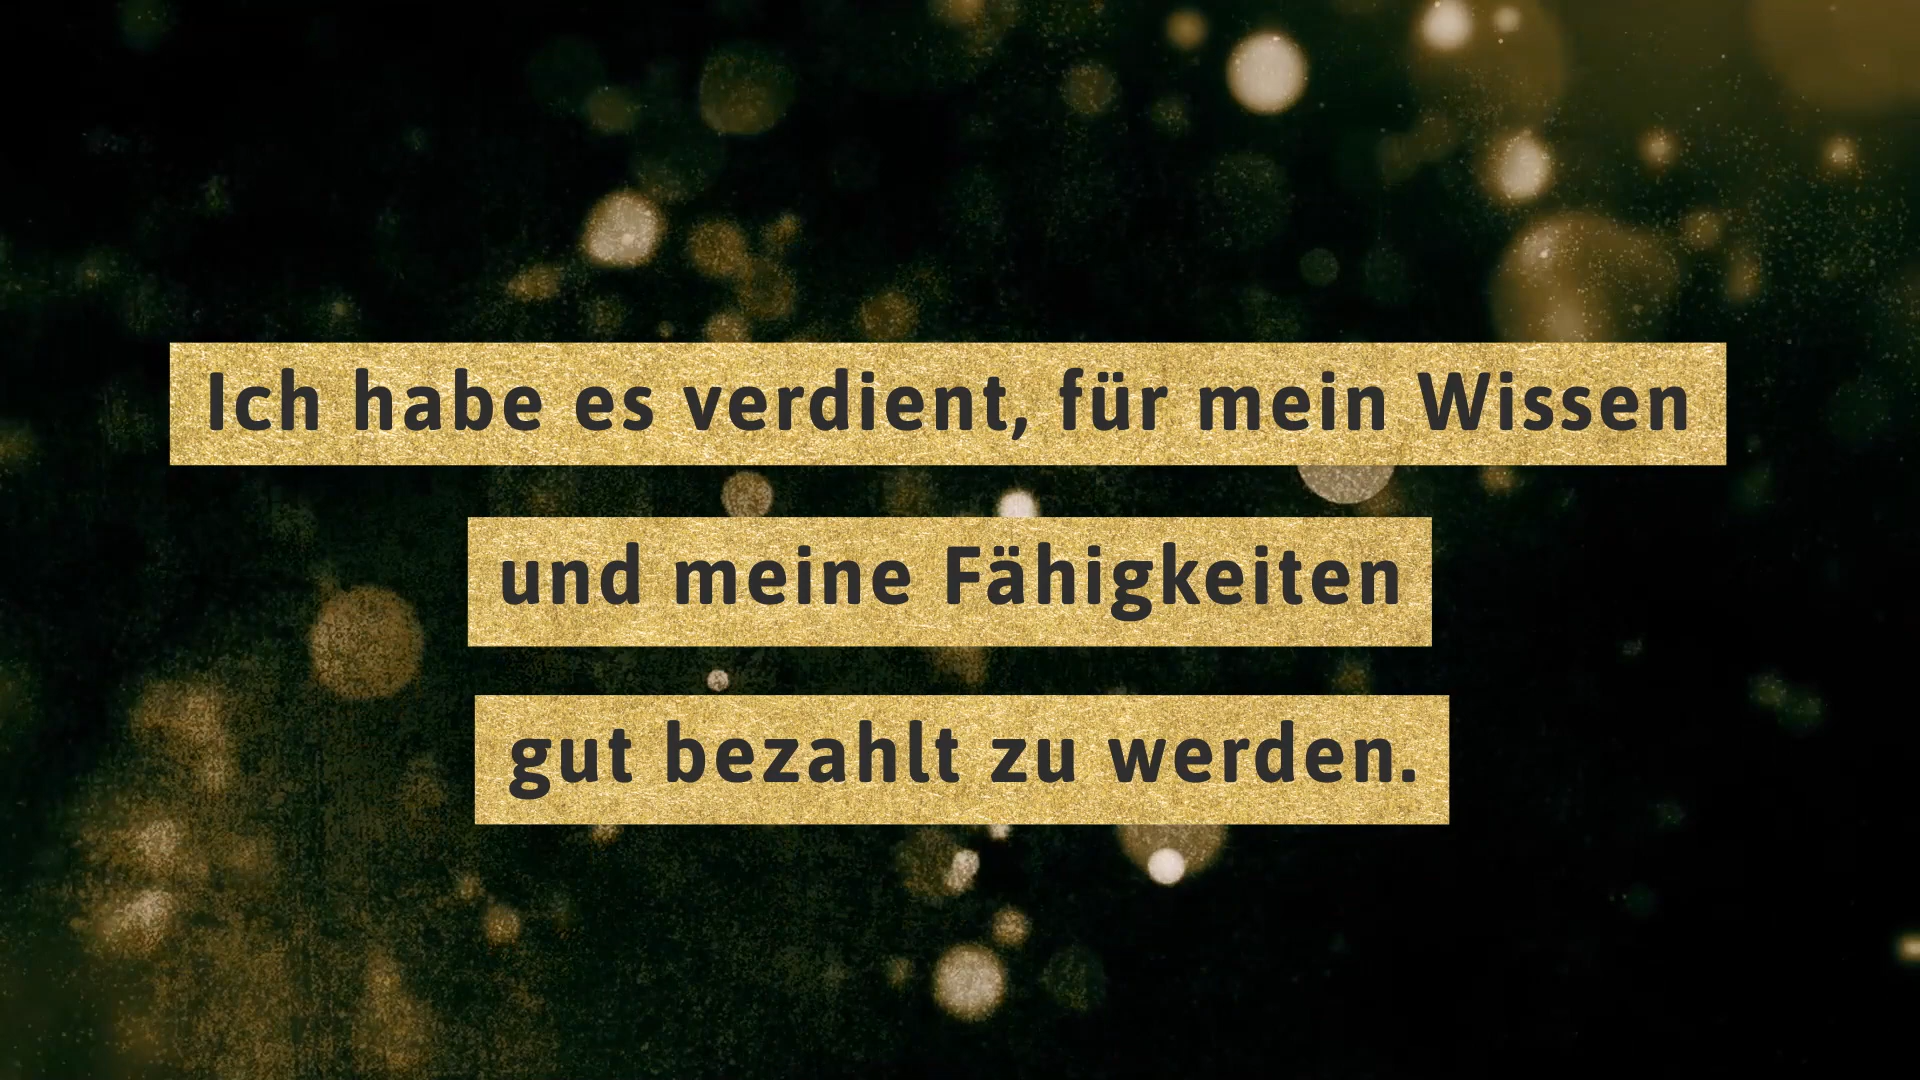 Ich habe es verdient, für mein Wissen
und meine Fähigkeiten
gut bezahlt zu werden.